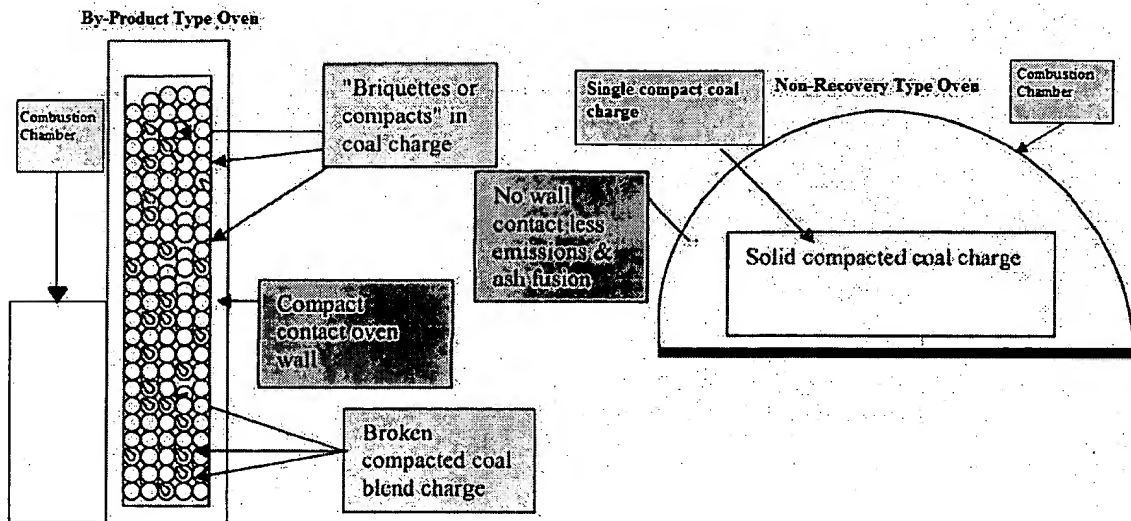 By-Product Type Oven
Combustion
Chamber
"Briquettes or
compacts" in
coal charge
Compact
contact oven
wall
Broken
compacted coal
blend charge
Single compact coal
charge
Non-Recovery Type Oven
Combustion
Chamber
No wall
contact less
emissions &
ash fusion
Solid compacted coal charge